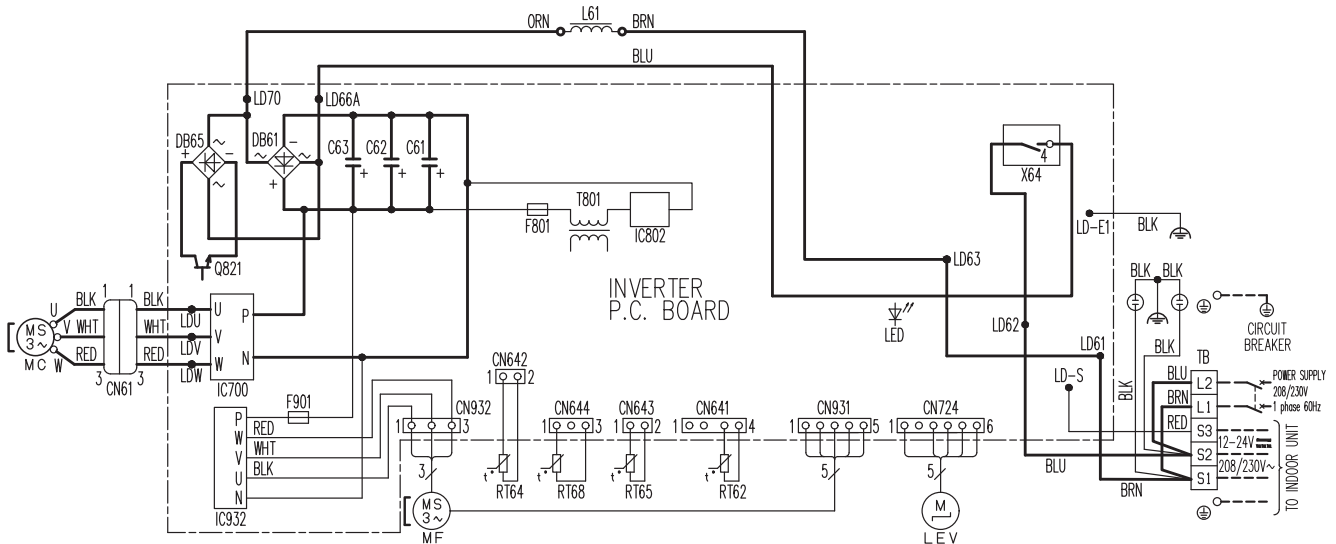 L61
ORN
BRN
BLU
LD70
LD66A
DB65
DB61
C63
C62
C61
+
-
~
~
-
~
~
+
+
+
+
4
X64
T801
F801
IC802
LD-E1
BLK
Q821
LD63
INVERTER
P.C. BOARD
LED
LD62
LD61
LD-S
BLK
BLK
BLK
BLK
CIRCUIT
BREAKER
TB
POWER SUPPLY
208/230V
1 phase 60Hz
BLU
L2
BRN
L1
RED
S3
12-24V
S2
208/230V~
S1
BLU
BRN
TO INDOOR UNIT
1
1
U
BLK
BLK
LDU
U
P
MS
3~
V
WHT
WHT
LDV
V
MC
W
RED
RED
LDW
W
N
3
3
CN61
IC700
CN642
1
2
F901
P
RED
W
WHT
V
BLK
U
N
IC932
CN932
1
3
CN644
1
3
CN643
1
2
CN641
1
4
CN931
1
5
CN724
1
6
3
t°
RT64
t°
RT68
t°
RT65
t°
RT62
5
5
MS
3~
MF
M
LEV